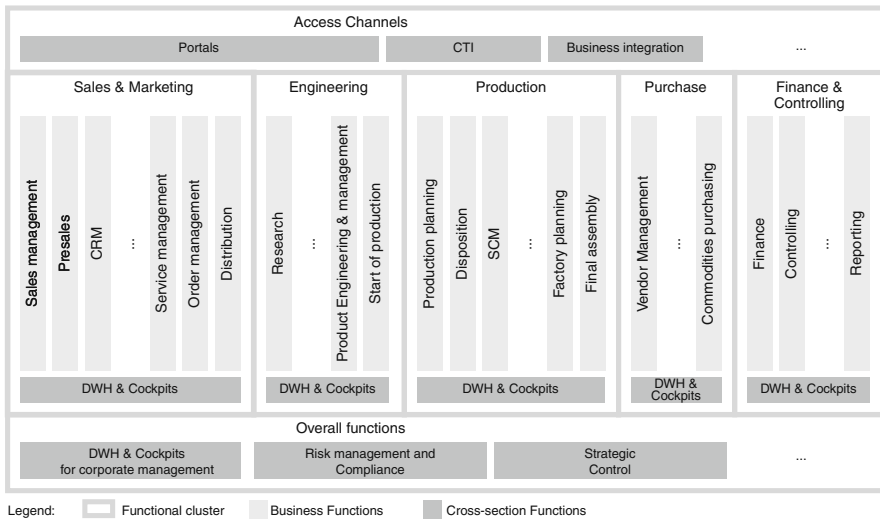 Access Channels
Portals
CTI
Business integration
...
Sales & Marketing
Engineering
Production
Purchase
Finance &
Controlling
Sales management
Presales
CRM
...
Service management
Order management
Distribution
Research
...
Product Engineering & management
Start of production
Production planning
Disposition
SCM
...
Factory planning
Final assembly
Vendor Management
...
Commodities purchasing
Finance
Controlling
...
Reporting
DWH & Cockpits
DWH & Cockpits
DWH & Cockpits
DWH &
Cockpits
DWH & Cockpits
Overall functions
DWH & Cockpits
for corporate management
Risk management and
Compliance
Strategic
Control
...
Legend:
Functional cluster
Business Functions
Cross-section Functions